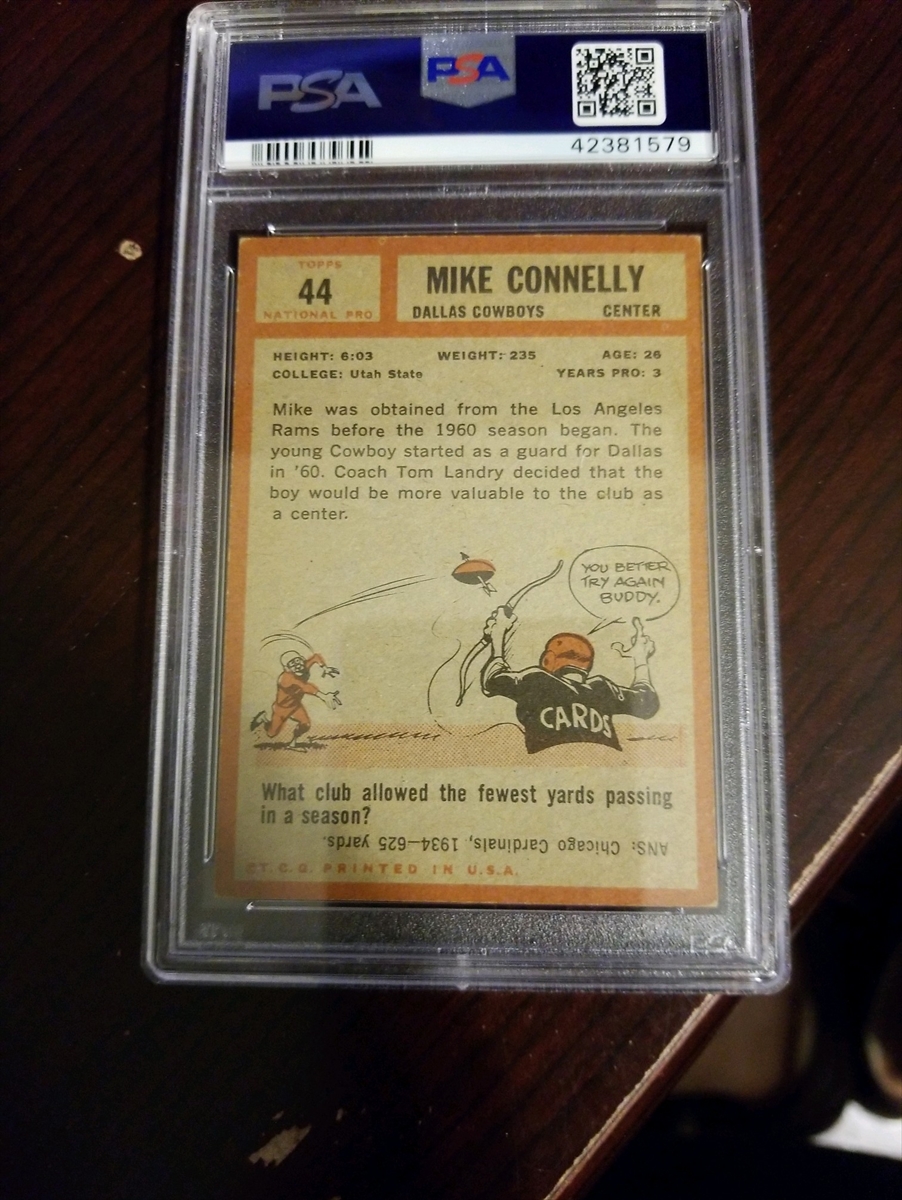 PSA
PSA
42381579
TOPPS
44
NATIONAL PRO
MIKE CONNELLY
DALLAS COWBOYS CENTER
HEIGHT: 6:03 WEIGHT: 235 AGE: 26
COLLEGE: Utah State YEARS PRO: 3
Mike was obtained from the Los Angeles
Rams before the 1960 season began. The
young Cowboy started as a guard for Dallas
in '60. Coach Tom Landry decided that the
boy would be more valuable to the club as
a center.
YOU BETTER
TRY AGAIN
BUDDY.
CARDS
What club allowed the fewest yards passing
in a season?
ANS: Chicago Cardinals, 1934—625 yards.
©T.C.G. PRINTED IN U.S.A.